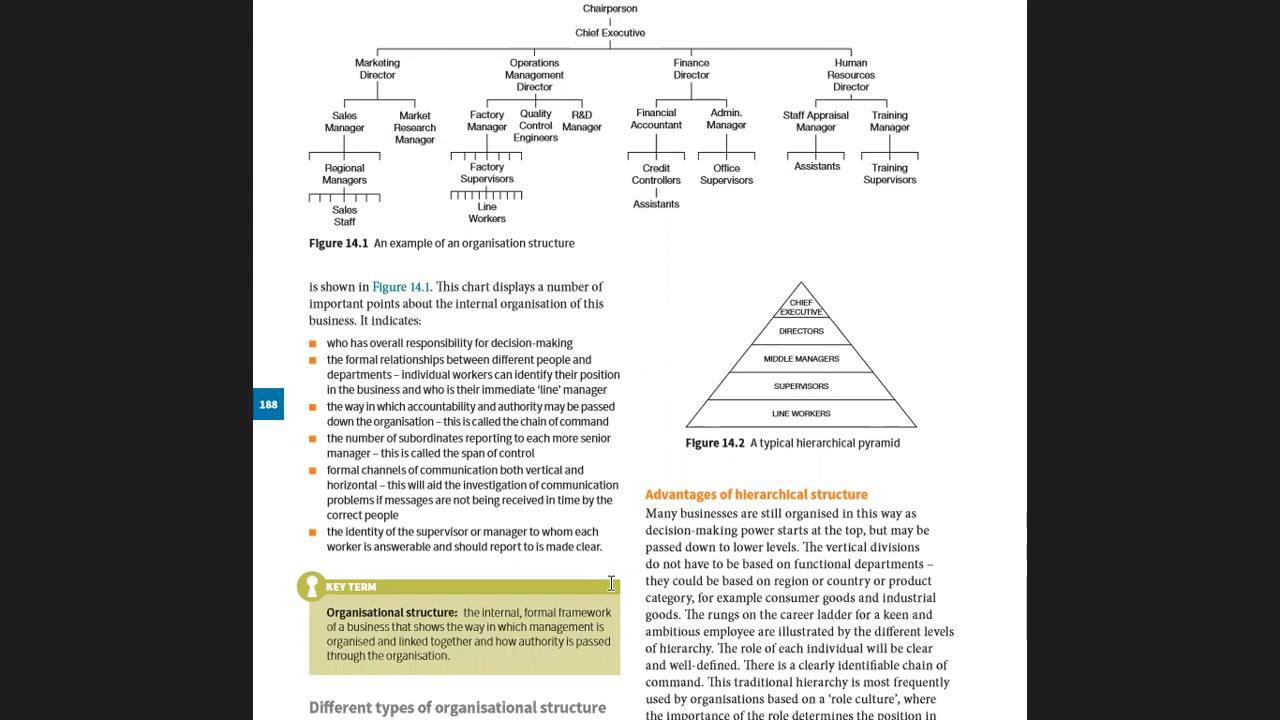 Chairperson
Chief Executive
Marketing
Director
Operations
Management
Director
Finance
Director
Human
Resources
Director
Sales
Manager
Market
Research
Manager
Factory
Manager
Quality
Control
Engineers
R&D
Manager
Financial
Accountant
Admin.
Manager
Staff Appraisal
Manager
Training
Manager
Regional
Managers
Factory
Supervisors
Credit
Controllers
Office
Supervisors
Assistants
Training
Supervisors
Sales
Staff
Line
Workers
Assistants
Figure 14.1 An example of an organisation structure
is shown in Figure 14.1. This chart displays a number of
important points about the internal organisation of this
business. It indicates:
■ who has overall responsibility for decision-making
■ the formal relationships between different people and
departments – individual workers can identify their position
in the business and who is their immediate ‘line’ manager
■ the way in which accountability and authority may be passed
down the organisation – this is called the chain of command
■ the number of subordinates reporting to each more senior
manager – this is called the span of control
■ formal channels of communication both vertical and
horizontal – this will aid the investigation of communication
problems if messages are not being received in time by the
correct people
■ the identity of the supervisor or manager to whom each
worker is answerable and should report to is made clear.
188
KEY TERM
Organisational structure: the internal, formal framework
of a business that shows the way in which management is
organised and linked together and how authority is passed
through the organisation.
Different types of organisational structure
CHIEF
EXECUTIVE
DIRECTORS
MIDDLE MANAGERS
SUPERVISORS
LINE WORKERS
Figure 14.2 A typical hierarchical pyramid
Advantages of hierarchical structure
Many businesses are still organised in this way as
decision-making power starts at the top, but may be
passed down to lower levels. The vertical divisions
do not have to be based on functional departments –
they could be based on region or country or product
category, for example consumer goods and industrial
goods. The rungs on the career ladder for a keen and
ambitious employee are illustrated by the different levels
of hierarchy. The role of each individual will be clear
and well-defined. There is a clearly identifiable chain of
command. This traditional hierarchy is most frequently
used by organisations based on a ‘role culture’, where
the importance of the role determines the position in